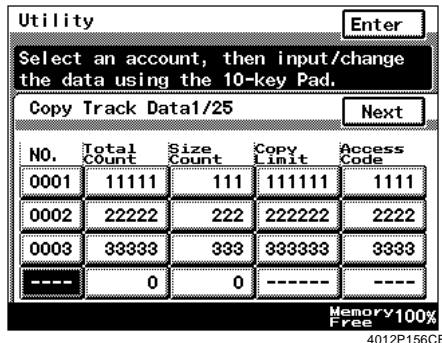 Utility Enter
Select an account, then input/change
the data using the 10-key Pad.
Copy Track Data1/25 Next
NO. Total Count Size Count Copy Limit Access Code
0001 11111 111 111111 1111
0002 22222 222 222222 2222
0003 33333 333 333333 3333
---- 0 0 ------ ----
Memory Free 100%
4012P156CE